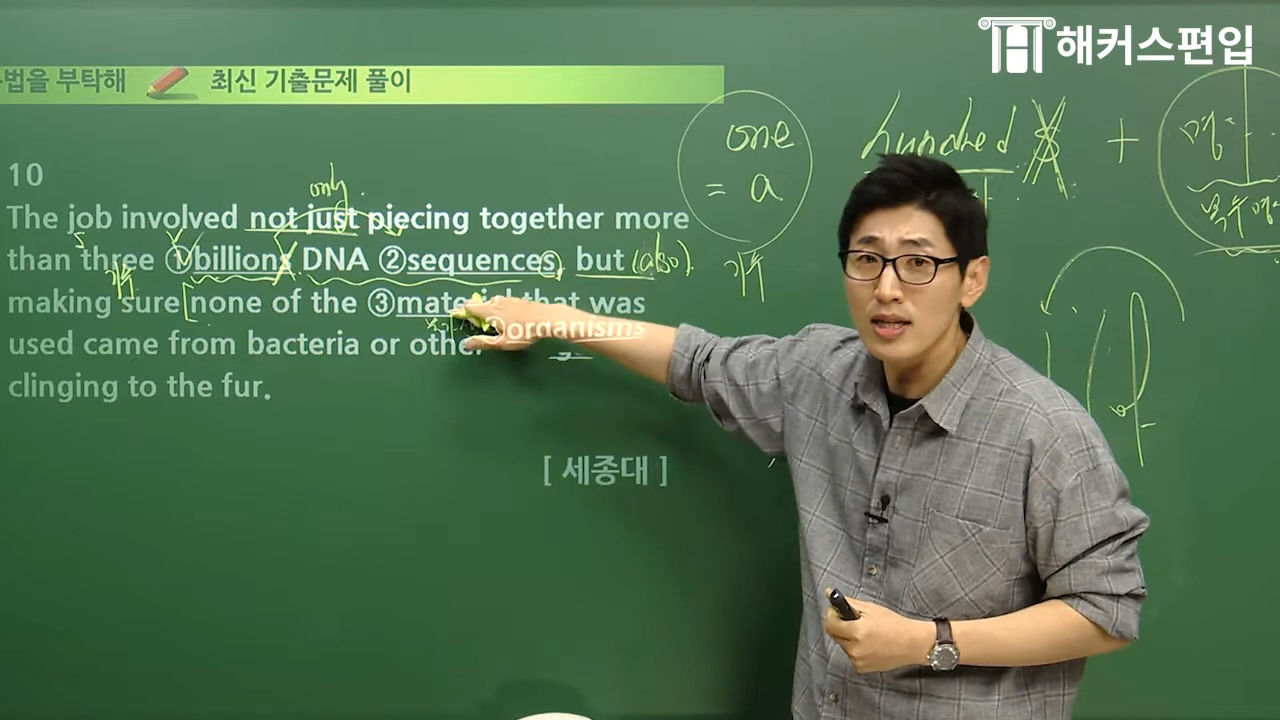 해커스편입
법을 부탁해 최신 기출문제 풀이
one
= a
hundred
+
명
10
only
The job involved not just piecing together more
than three ①billions DNA ②sequences, but (also)
making sure none of the ③material that was
기수
기수
used came from bacteria or other ④organisms
clinging to the fur.
[ 세종대 ]